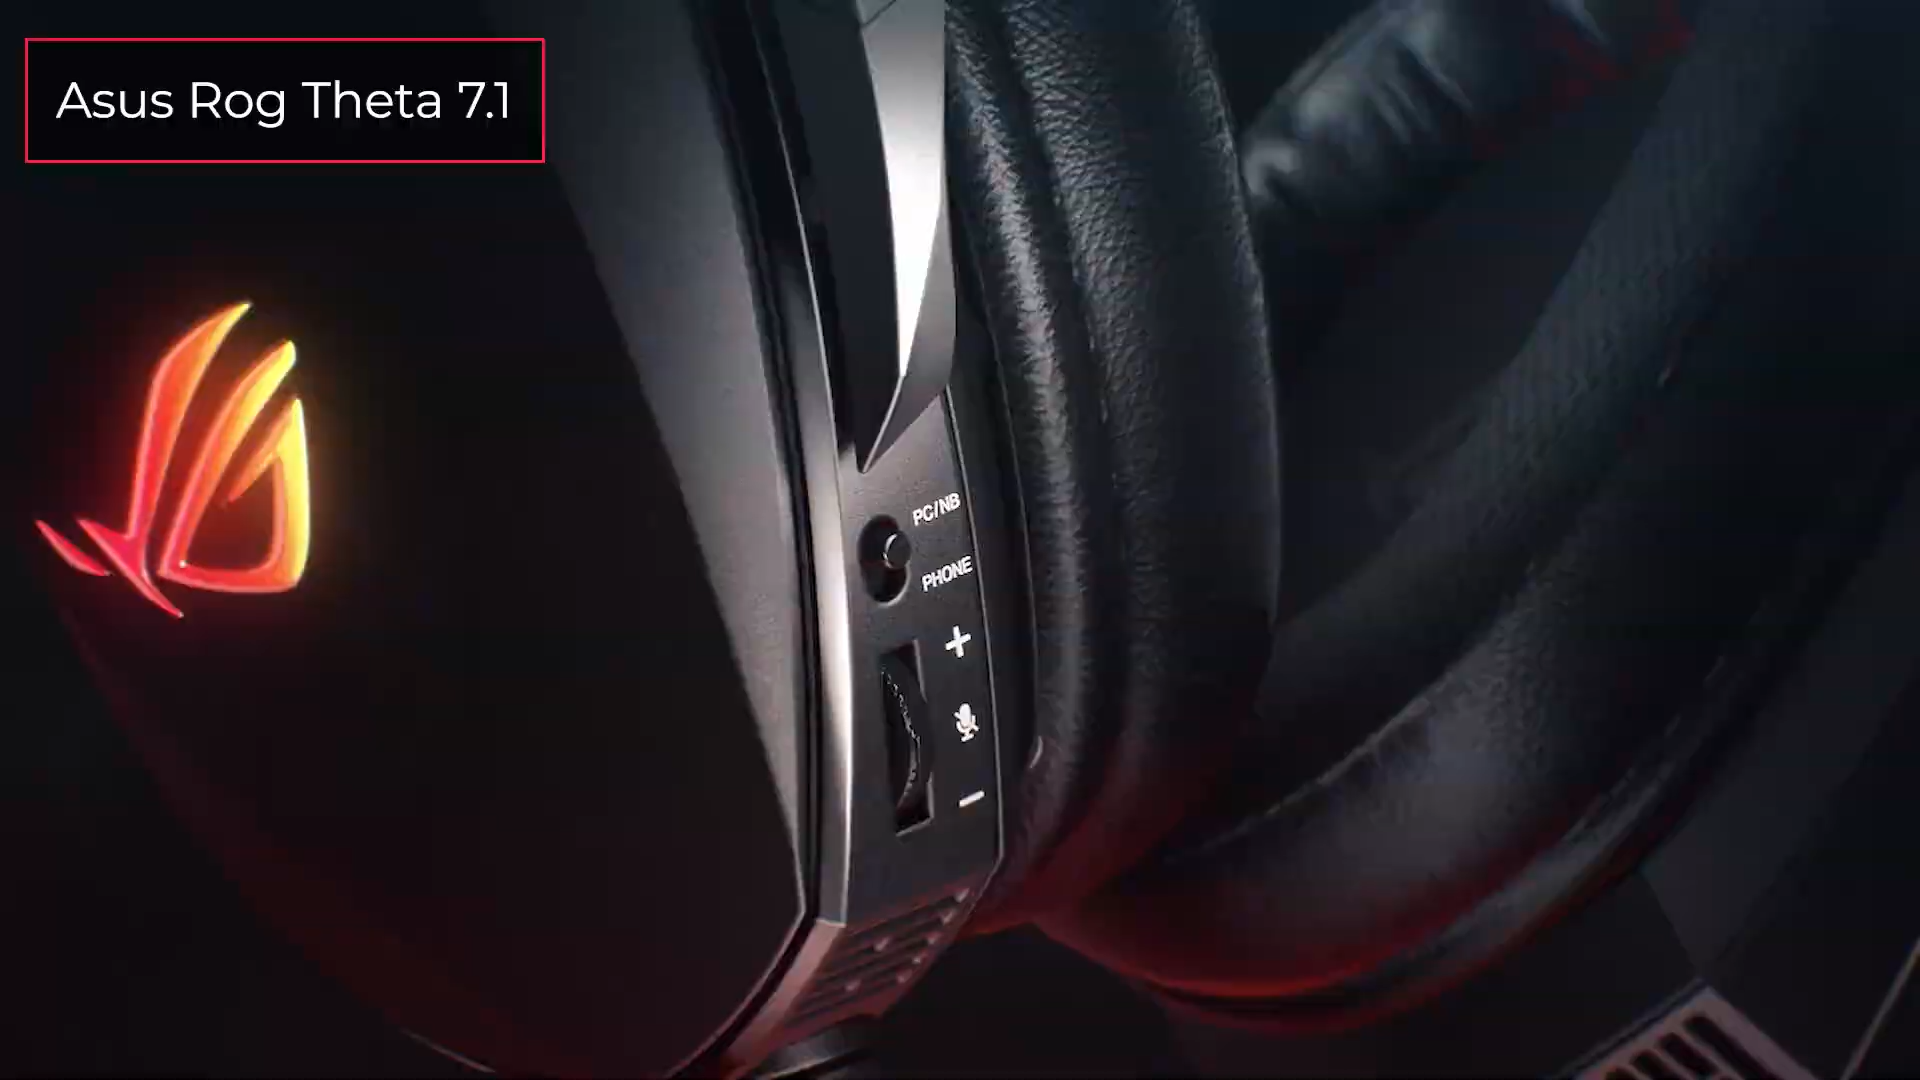 Asus Rog Theta 7.1
PC/NB
PHONE
+
−